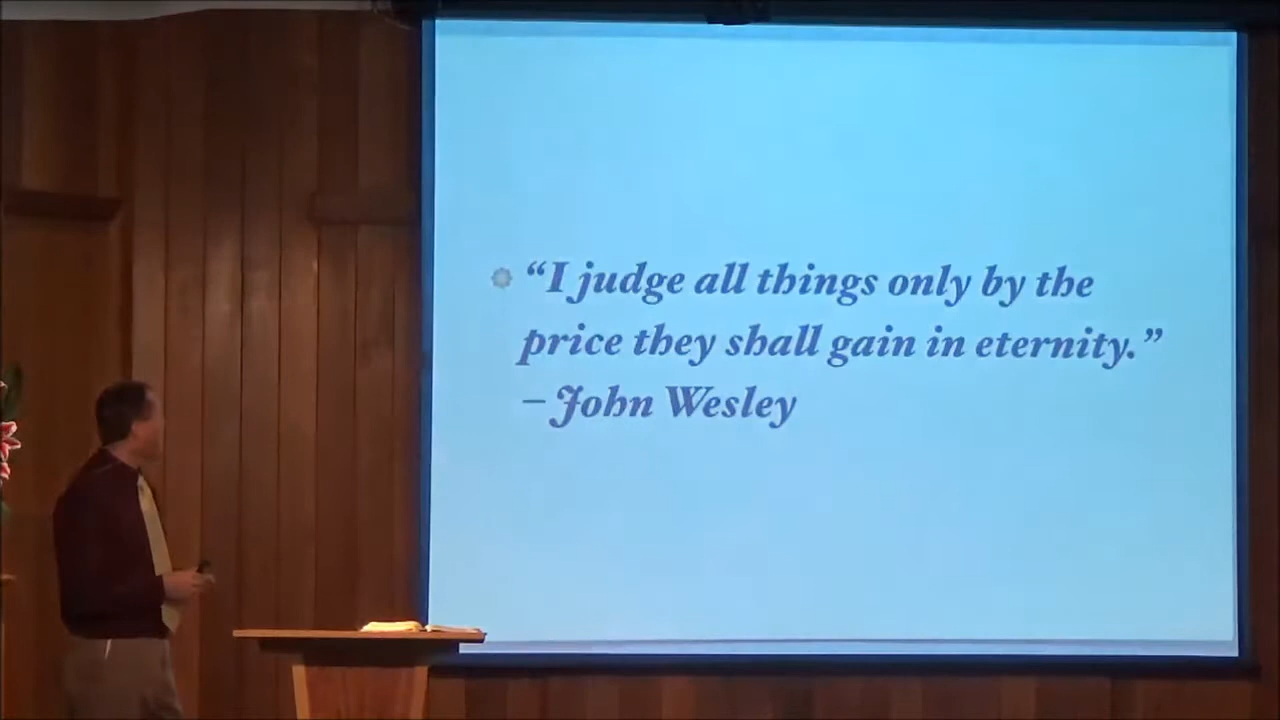 “I judge all things only by the
price they shall gain in eternity.”
–John Wesley